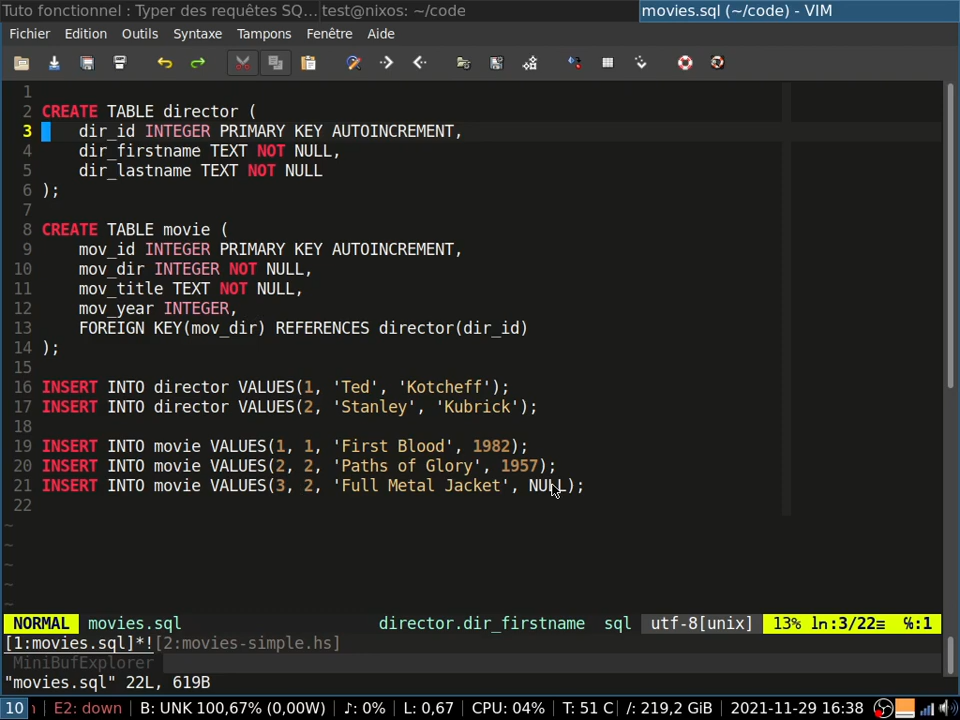 Tuto fonctionnel : Typer des requêtes SQ... test@nixos: ~/code movies.sql (~/code) - VIM
Fichier Edition Outils Syntaxe Tampons Fenêtre Aide
1
2 CREATE TABLE director (
3 dir_id INTEGER PRIMARY KEY AUTOINCREMENT,
4 dir_firstname TEXT NOT NULL,
5 dir_lastname TEXT NOT NULL
6 );
7
8 CREATE TABLE movie (
9 mov_id INTEGER PRIMARY KEY AUTOINCREMENT,
10 mov_dir INTEGER NOT NULL,
11 mov_title TEXT NOT NULL,
12 mov_year INTEGER,
13 FOREIGN KEY(mov_dir) REFERENCES director(dir_id)
14 );
15
16 INSERT INTO director VALUES(1, 'Ted', 'Kotcheff');
17 INSERT INTO director VALUES(2, 'Stanley', 'Kubrick');
18
19 INSERT INTO movie VALUES(1, 1, 'First Blood', 1982);
20 INSERT INTO movie VALUES(2, 2, 'Paths of Glory', 1957);
21 INSERT INTO movie VALUES(3, 2, 'Full Metal Jacket', NULL);
22
~
~
~
~
~
NORMAL movies.sql director.dir_firstname sql utf-8[unix] 13% ln:3/22≡ ℅:1
[1:movies.sql]*![2:movies-simple.hs]
MiniBufExplorer
"movies.sql" 22L, 619B
10 E2: down | B: UNK 100,67% (0,00W) | ♪: 0% | L: 0,67 | CPU: 04% | T: 51 C | /: 219,2 GiB | 2021-11-29 16:38